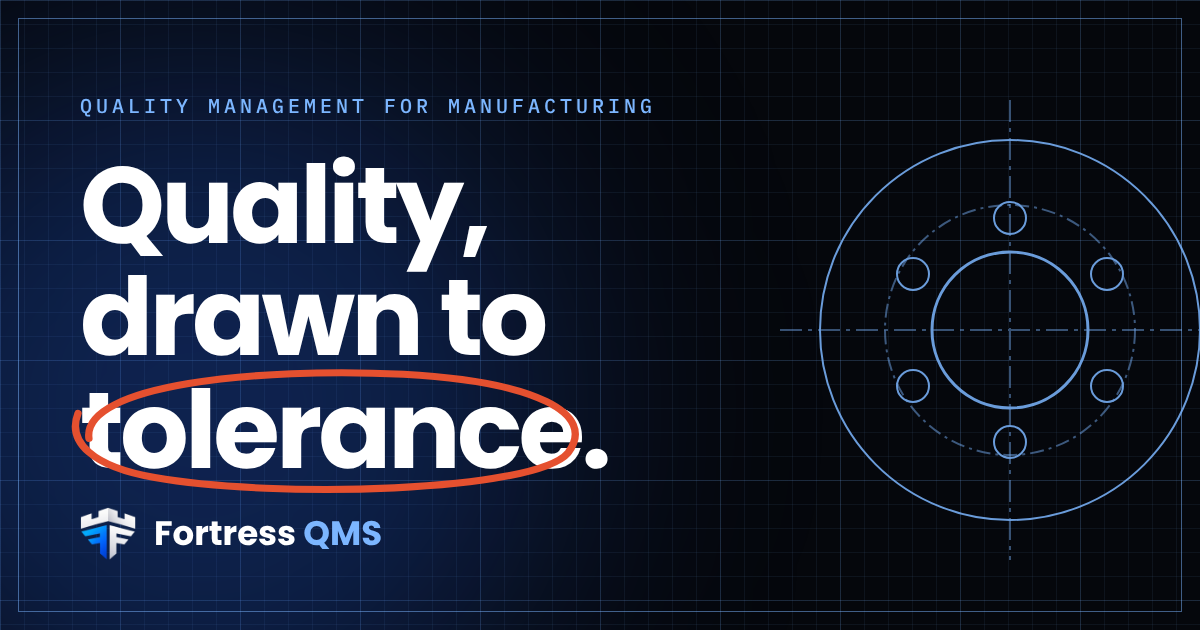 QUALITY MANAGEMENT FOR MANUFACTURING
Quality,
drawn to
tolerance.
Fortress QMS